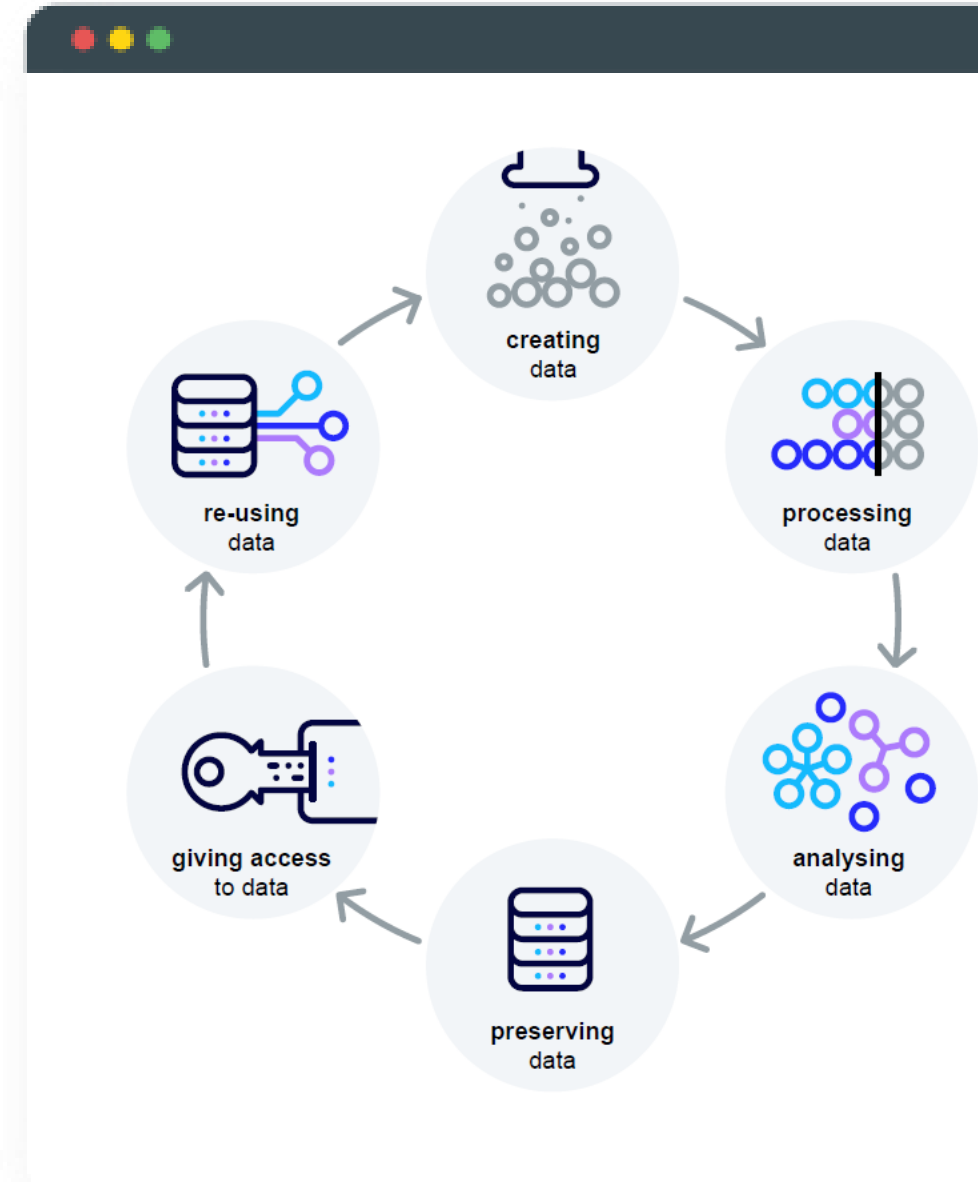 creating
data
processing
data
analysing
data
preserving
data
giving access
to data
re-using
data